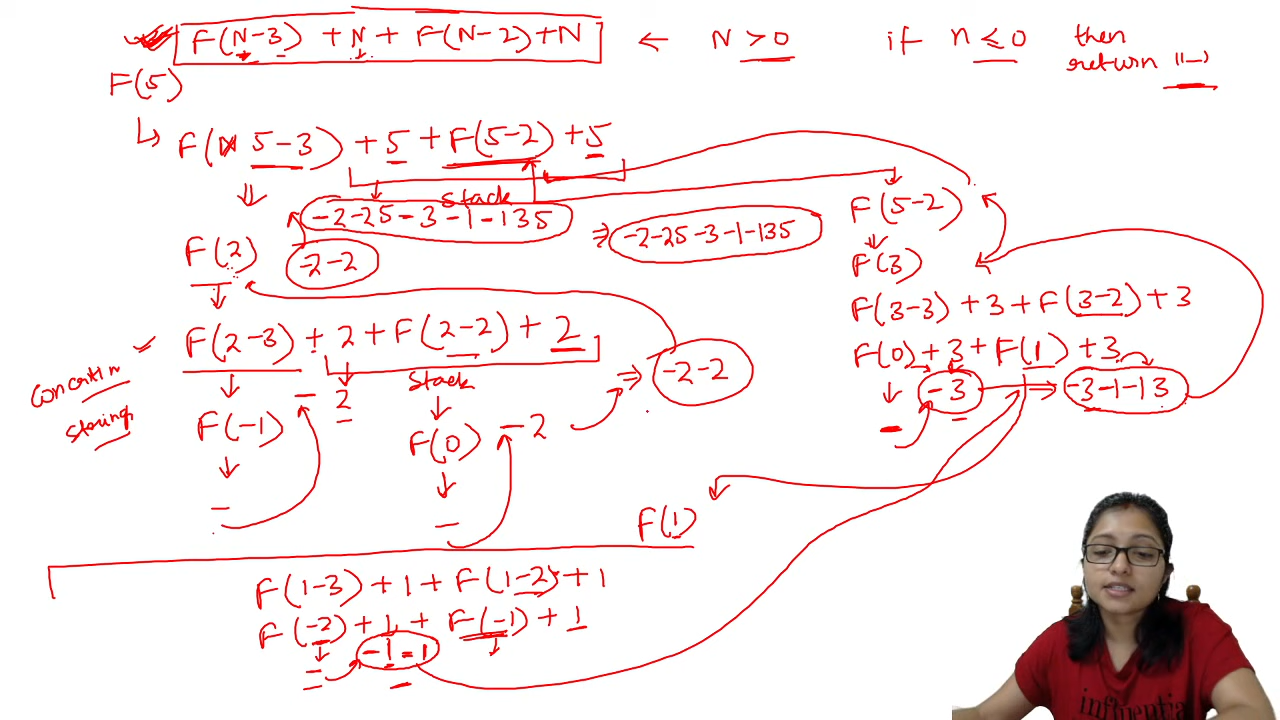 F(N-3) + N + F(N-2) + N ← N > 0 if n ≤ 0 then
return "-"
F(5)
↳ F( 5-3) + 5 + F(5-2) + 5
⇓ stack
-2-25-3-1-135 ⇒ -2-25-3-1-135
F(2) -2-2
↓
F(2-3) + 2 + F(2-2) + 2
↓ ↓ stack
- 2 ↓
F(-1) F(0) -2 ⇒ -2-2
↓ ↓
- -
strings
F(5-2)
⇓
F(3)
F(3-3) + 3 + F(3-2) + 3
F(0) + 3 + F(1) + 3
↓ -3 ⇒ -3-1-13
-
F(1)
F(1-3) + 1 + F(1-2) + 1
F(-2) + 1 + F(-1) + 1
↓ -1-1 ↓
-
influential